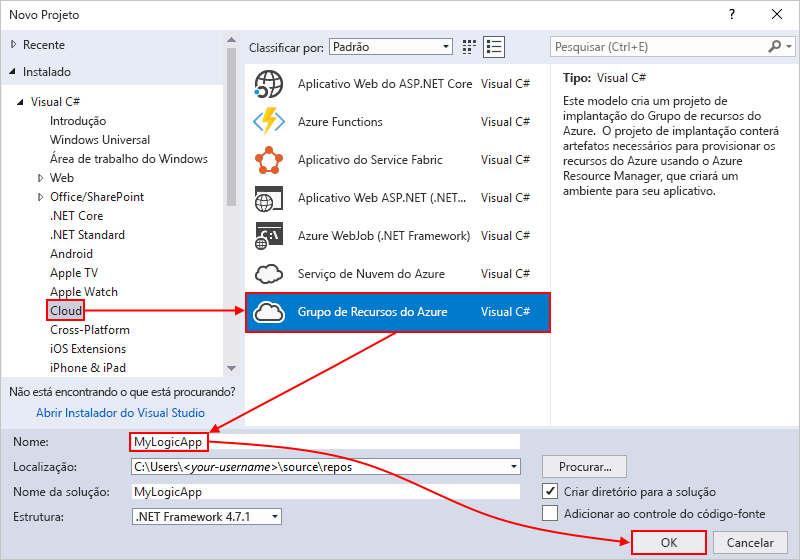 Novo Projeto
? ×
Recente
Instalado
Visual C#
Introdução
Windows Universal
Área de trabalho do Windows
Web
Office/SharePoint
.NET Core
.NET Standard
Android
Apple TV
Apple Watch
Cloud
Cross-Platform
iOS Extensions
iPhone & iPad
Não está encontrando o que está procurando?
Abrir Instalador do Visual Studio
Classificar por: Padrão
Aplicativo Web do ASP.NET Core Visual C#
Azure Functions Visual C#
Aplicativo do Service Fabric Visual C#
Aplicativo Web ASP.NET (.NET... Visual C#
Azure WebJob (.NET Framework) Visual C#
Serviço de Nuvem do Azure Visual C#
Grupo de Recursos do Azure Visual C#
Pesquisar (Ctrl+E)
Tipo: Visual C#
Este modelo cria um projeto de
implantação do Grupo de recursos do
Azure. O projeto de implantação conterá
artefatos necessários para provisionar os
recursos do Azure usando o Azure
Resource Manager, que criará um
ambiente para seu aplicativo.
Nome: MyLogicApp
Localização: C:\Users\<your-username>\source\repos
Procurar...
Nome da solução: MyLogicApp
Criar diretório para a solução
Estrutura: .NET Framework 4.7.1
Adicionar ao controle do código-fonte
OK Cancelar